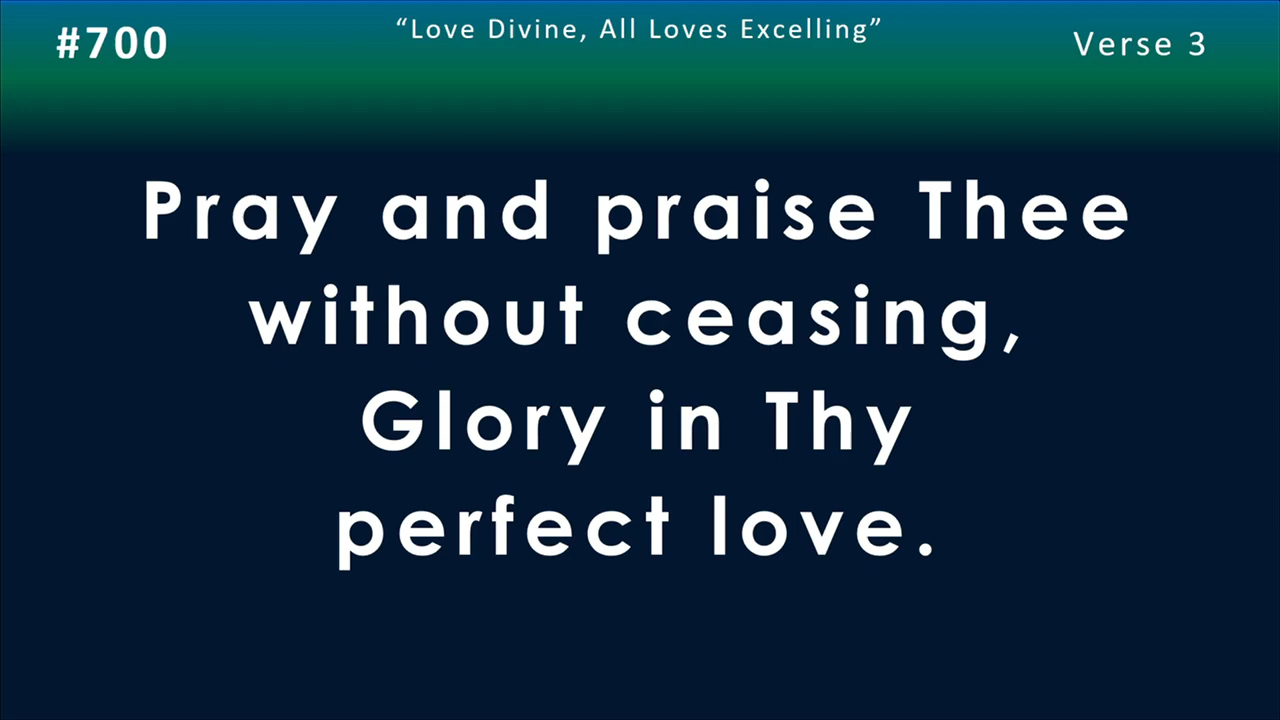 #700
“Love Divine, All Loves Excelling”
Verse 3
Pray and praise Thee
without ceasing,
Glory in Thy
perfect love.